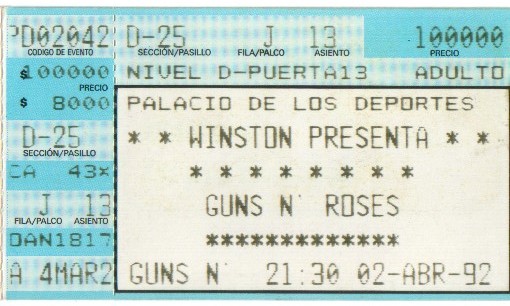 PD02042
CODIGO DE EVENTO
$100000
PRECIO
$ 8000
D-25
SECCIÓN/PASILLO
CA 43X
J 13
FILA/PALCO ASIENTO
DAN1817
A 4MAR2
D-25 J 13 100000
SECCIÓN/PASILLO FILA/PALCO ASIENTO PRECIO
NIVEL D-PUERTA13 ADULTO
PALACIO DE LOS DEPORTES
* * WINSTON PRESENTA * *
* * * * * * * *
GUNS N' ROSES
*************
GUNS N' 21:30 02-ABR-92